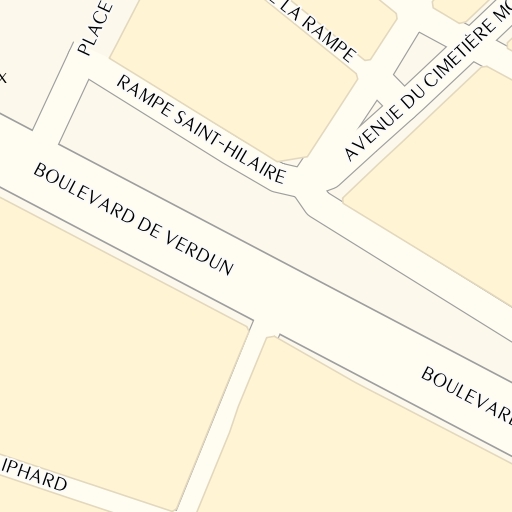 PLACE
E LA RAMPE
AVENUE DU CIMETIÈRE MO
RAMPE SAINT-HILAIRE
BOULEVARD DE VERDUN
BOULEVARD
IPHARD